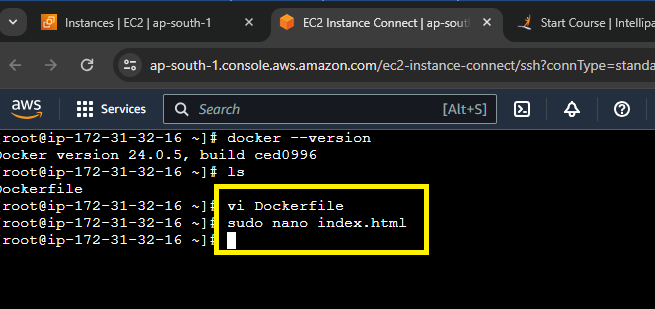 Instances | EC2 | ap-south-1
EC2 Instance Connect | ap-sout
Start Course | Intellipa
ap-south-1.console.aws.amazon.com/ec2-instance-connect/ssh?connType=standa
aws
Services
Search
[Alt+S]
[root@ip-172-31-32-16 ~]# docker --version
Docker version 24.0.5, build ced0996
[root@ip-172-31-32-16 ~]# ls
Dockerfile
[root@ip-172-31-32-16 ~]# vi Dockerfile
[root@ip-172-31-32-16 ~]# sudo nano index.html
[root@ip-172-31-32-16 ~]#